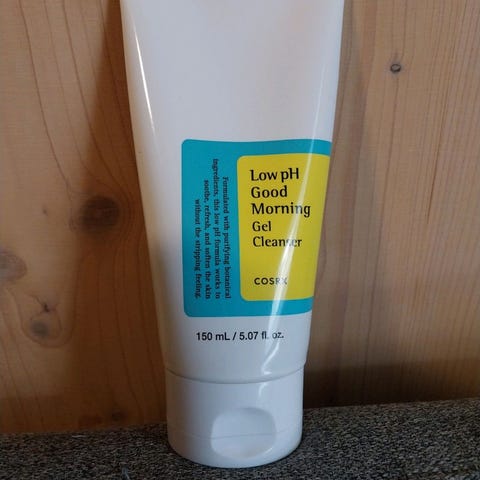 Low pH
Good
Morning
Gel
Cleanser
COSRX
Formulated with purifying botanical
ingredients, this low pH formula works to
soothe, refresh, and soften the skin
without the stripping feeling.
150 mL / 5.07 fl. oz.